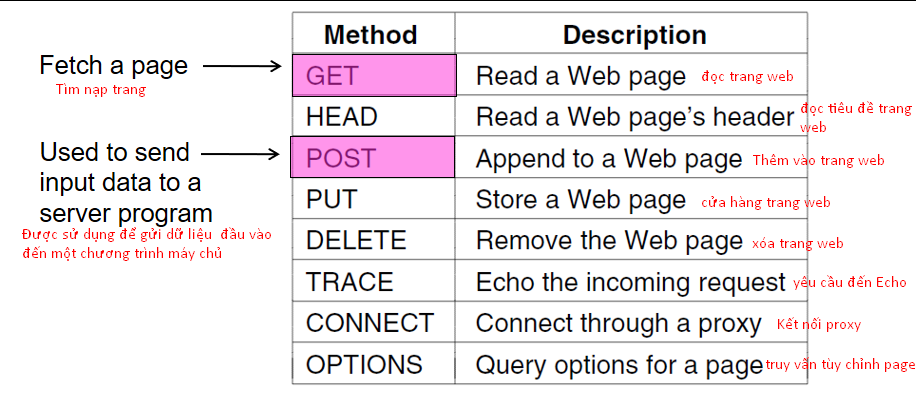 Method Description
Fetch a page
Tìm nạp trang
GET Read a Web page đọc trang web
HEAD Read a Web page's header đọc tiêu đề trang
web
Used to send
input data to a
server program
Được sử dụng để gửi dữ liệu đầu vào
đến một chương trình máy chủ
POST Append to a Web page Thêm vào trang web
PUT Store a Web page cửa hàng trang web
DELETE Remove the Web page xóa trang web
TRACE Echo the incoming request yêu cầu đến Echo
CONNECT Connect through a proxy Kết nối proxy
OPTIONS Query options for a page truy vấn tùy chỉnh page